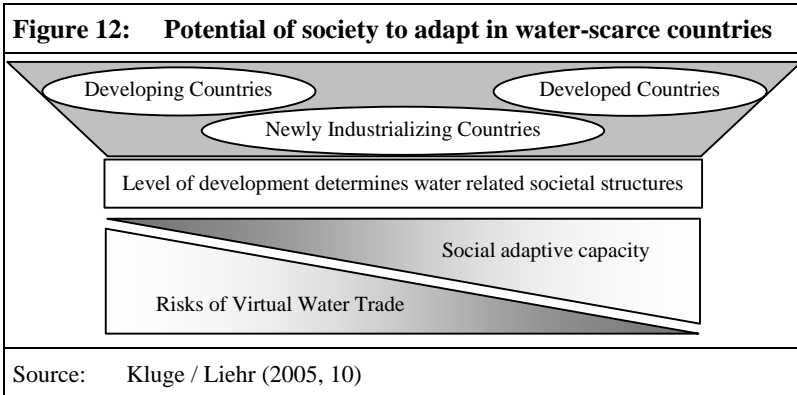 Figure 12: Potential of society to adapt in water-scarce countries
Developing Countries
Developed Countries
Newly Industrializing Countries
Level of development determines water related societal structures
Social adaptive capacity
Risks of Virtual Water Trade
Source: Kluge / Liehr (2005, 10)